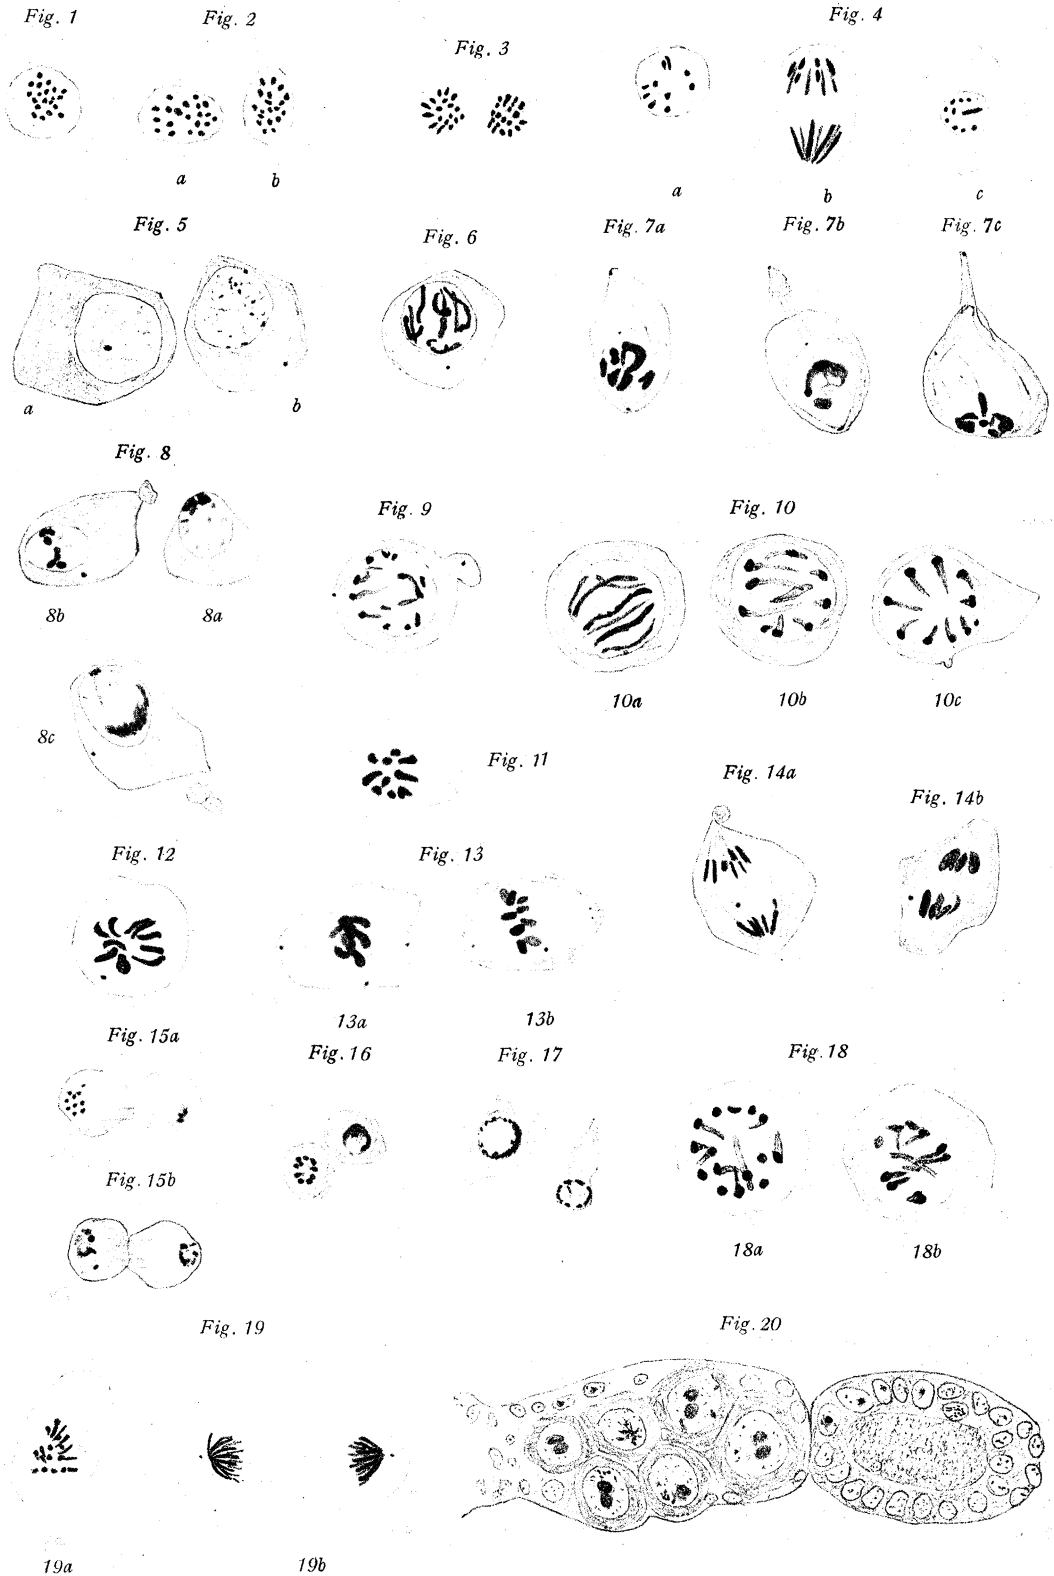 Fig. 1
Fig. 2
Fig. 3
Fig. 4
a
b
a
b
c
Fig. 5
Fig. 6
Fig. 7a
Fig. 7b
Fig. 7c
a
b
Fig. 8
Fig. 9
Fig. 10
8b
8a
10a
10b
10c
8c
Fig. 11
Fig. 14a
Fig. 14b
Fig. 12
Fig. 13
13a
13b
Fig. 15a
Fig. 16
Fig. 17
Fig. 18
Fig. 15b
18a
18b
Fig. 19
Fig. 20
19a
19b